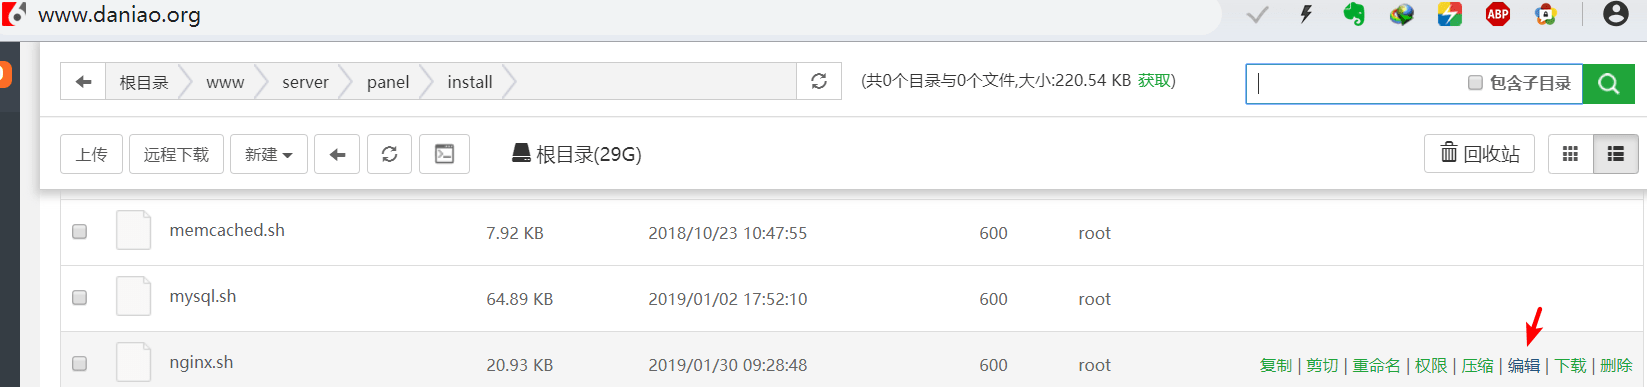 www.daniao.org
根目录 www server panel install (共0个目录与0个文件,大小:220.54 KB 获取) 包含子目录
上传 远程下载 新建 根目录(29G) 回收站
memcached.sh 7.92 KB 2018/10/23 10:47:55 600 root
mysql.sh 64.89 KB 2019/01/02 17:52:10 600 root
nginx.sh 20.93 KB 2019/01/30 09:28:48 600 root 复制 | 剪切 | 重命名 | 权限 | 压缩 | 编辑 | 下载 | 删除
ABP